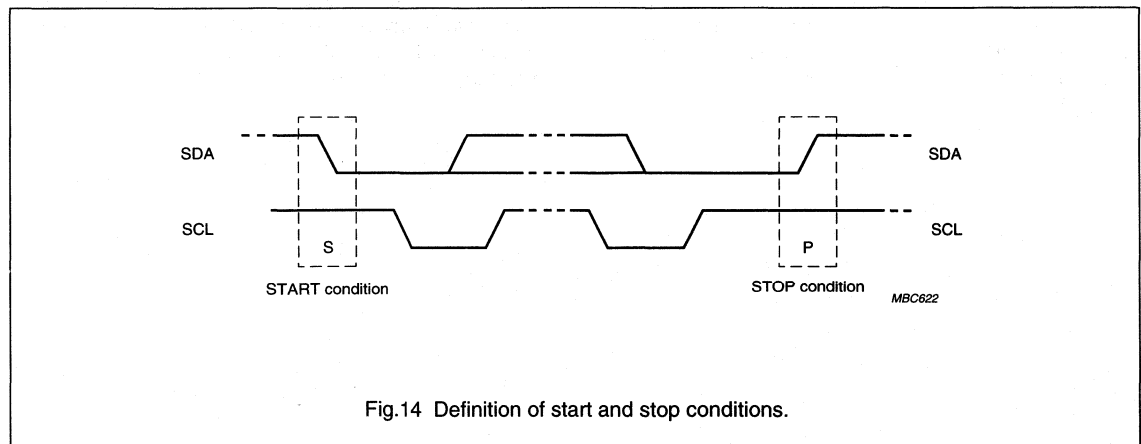 SDA
SDA
SCL
SCL
S
P
START condition
STOP condition
MBC622
Fig.14 Definition of start and stop conditions.